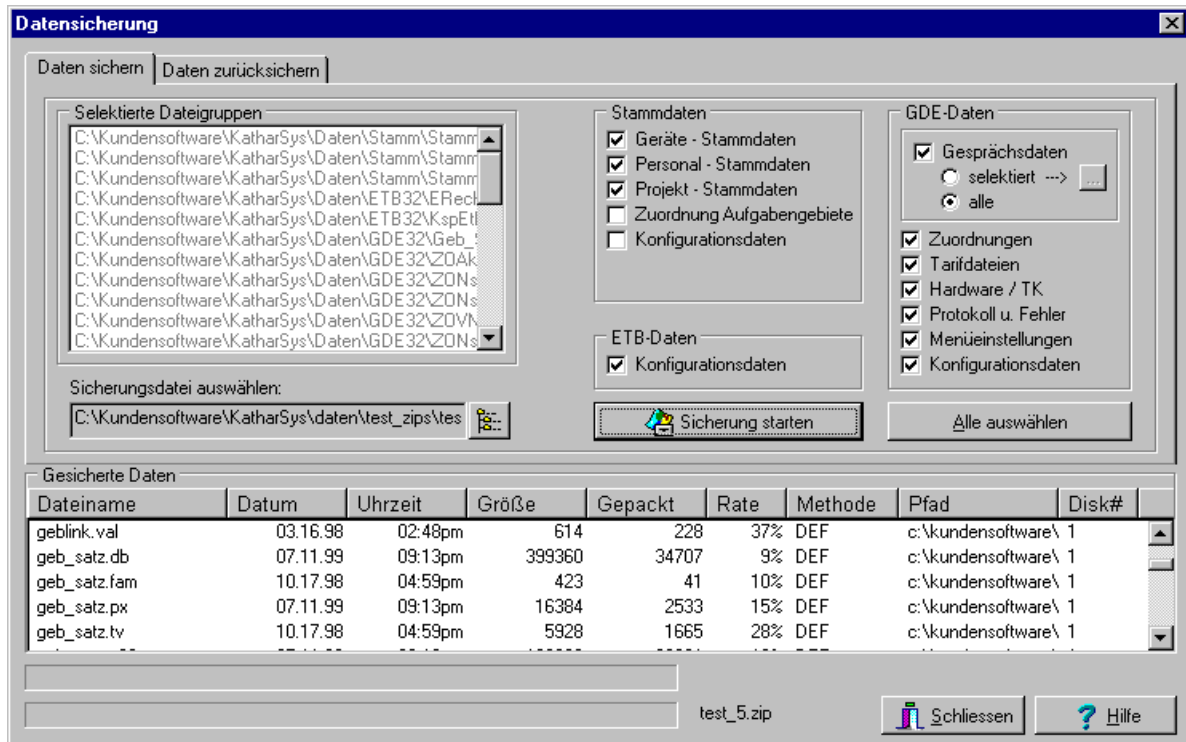 Datensicherung
Daten sichern
Daten zurücksichern
Selektierte Dateigruppen
C:\Kundensoftware\KatharSys\Daten\Stamm\Stamm
C:\Kundensoftware\KatharSys\Daten\Stamm\Stamm
C:\Kundensoftware\KatharSys\Daten\Stamm\Stamm
C:\Kundensoftware\KatharSys\Daten\ETB32\ERech
C:\Kundensoftware\KatharSys\Daten\ETB32\KspEtl
C:\Kundensoftware\KatharSys\Daten\GDE32\Geb_S
C:\Kundensoftware\KatharSys\Daten\GDE32\ZOAk
C:\Kundensoftware\KatharSys\Daten\GDE32\ZONs
C:\Kundensoftware\KatharSys\Daten\GDE32\ZONs
C:\Kundensoftware\KatharSys\Daten\GDE32\ZOVN
C:\Kundensoftware\KatharSys\Daten\GDE32\ZONs
Sicherungsdatei auswählen:
C:\Kundensoftware\KatharSys\daten\test_zips\tes
Stammdaten
Geräte - Stammdaten
Personal - Stammdaten
Projekt - Stammdaten
Zuordnung Aufgabengebiete
Konfigurationsdaten
ETB-Daten
Konfigurationsdaten
Sicherung starten
GDE-Daten
Gesprächsdaten
selektiert ---> ...
alle
Zuordnungen
Tarifdateien
Hardware / TK
Protokoll u. Fehler
Menüeinstellungen
Konfigurationsdaten
Alle auswählen
Gesicherte Daten
Dateiname Datum Uhrzeit Größe Gepackt Rate Methode Pfad Disk#
geblink.val 03.16.98 02:48pm 614 228 37% DEF c:\kundensoftware\ 1
geb_satz.db 07.11.99 09:13pm 399360 34707 9% DEF c:\kundensoftware\ 1
geb_satz.fam 10.17.98 04:59pm 423 41 10% DEF c:\kundensoftware\ 1
geb_satz.px 07.11.99 09:13pm 16384 2533 15% DEF c:\kundensoftware\ 1
geb_satz.tv 10.17.98 04:59pm 5928 1665 28% DEF c:\kundensoftware\ 1
test_5.zip
Schliessen
Hilfe